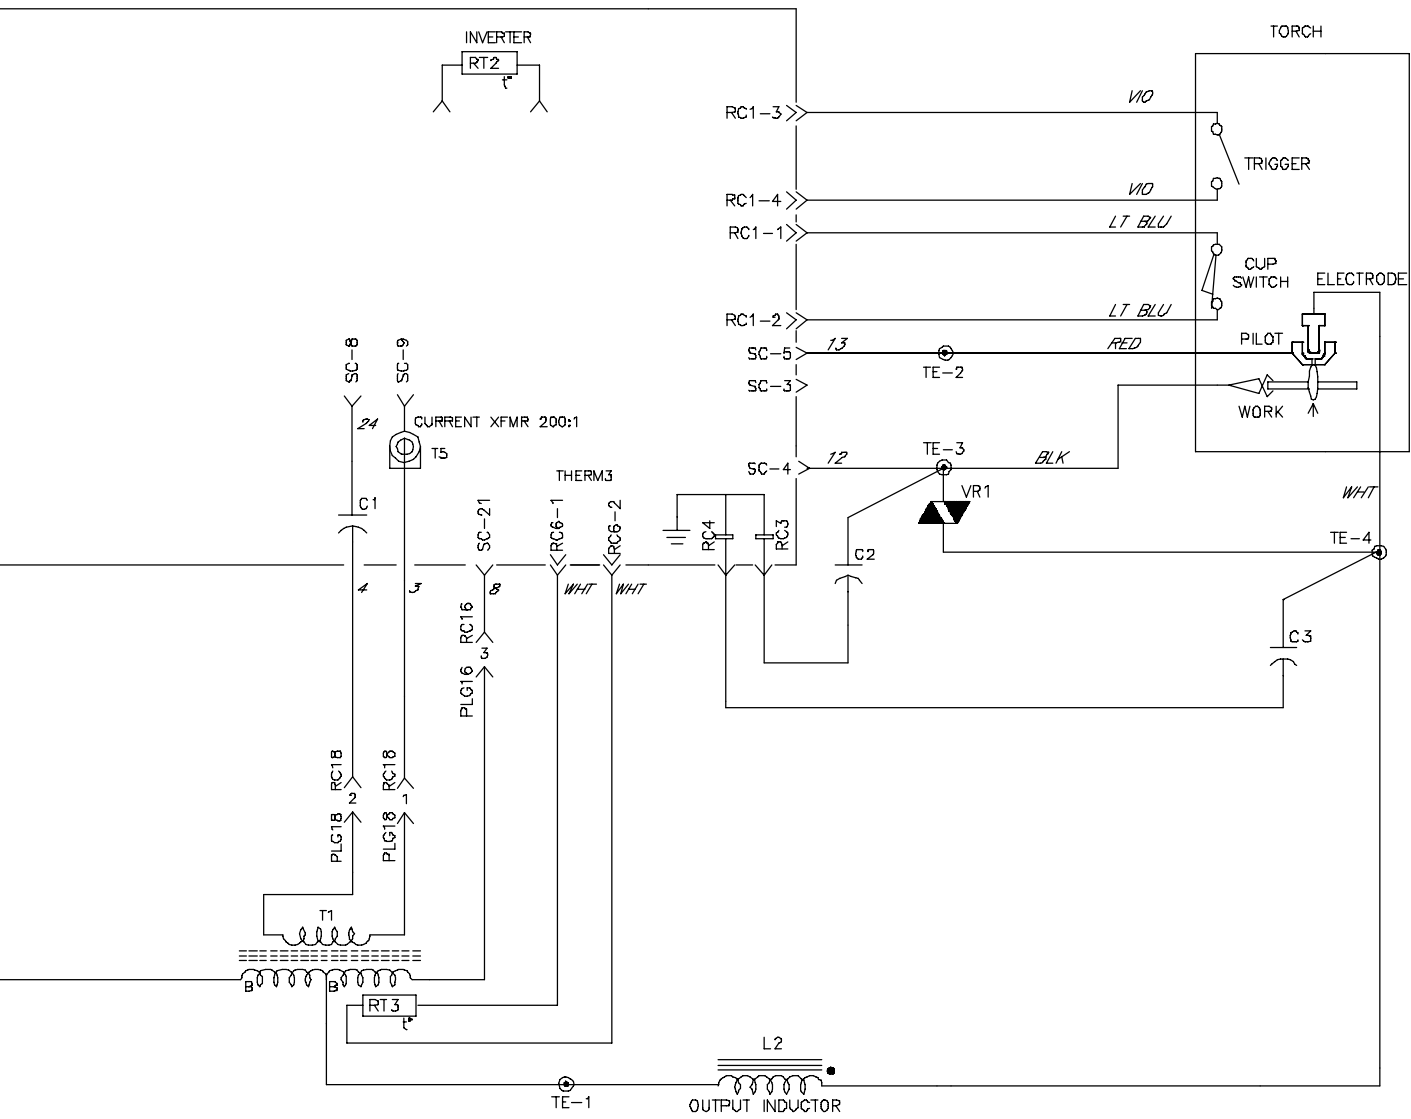 TORCH
INVERTER
RT2
t°
RC1-3
VIO
TRIGGER
RC1-4
VIO
RC1-1
LT BLU
CUP
SWITCH
ELECTRODE
RC1-2
LT BLU
PILOT
SC-5
13
RED
TE-2
SC-3
WORK
SC-8
SC-9
24
CURRENT XFMR 200:1
T5
TE-3
SC-4
12
BLK
THERM3
VR1
WHT
C1
SC-21
RC6-1
RC6-2
RC4
RC3
TE-4
C2
4
3
8
WHT
WHT
RC16
3
PLG16
C3
RC18
RC18
2
1
PLG18
PLG18
T1
B
B
RT3
t°
L2
TE-1
OUTPUT INDUCTOR